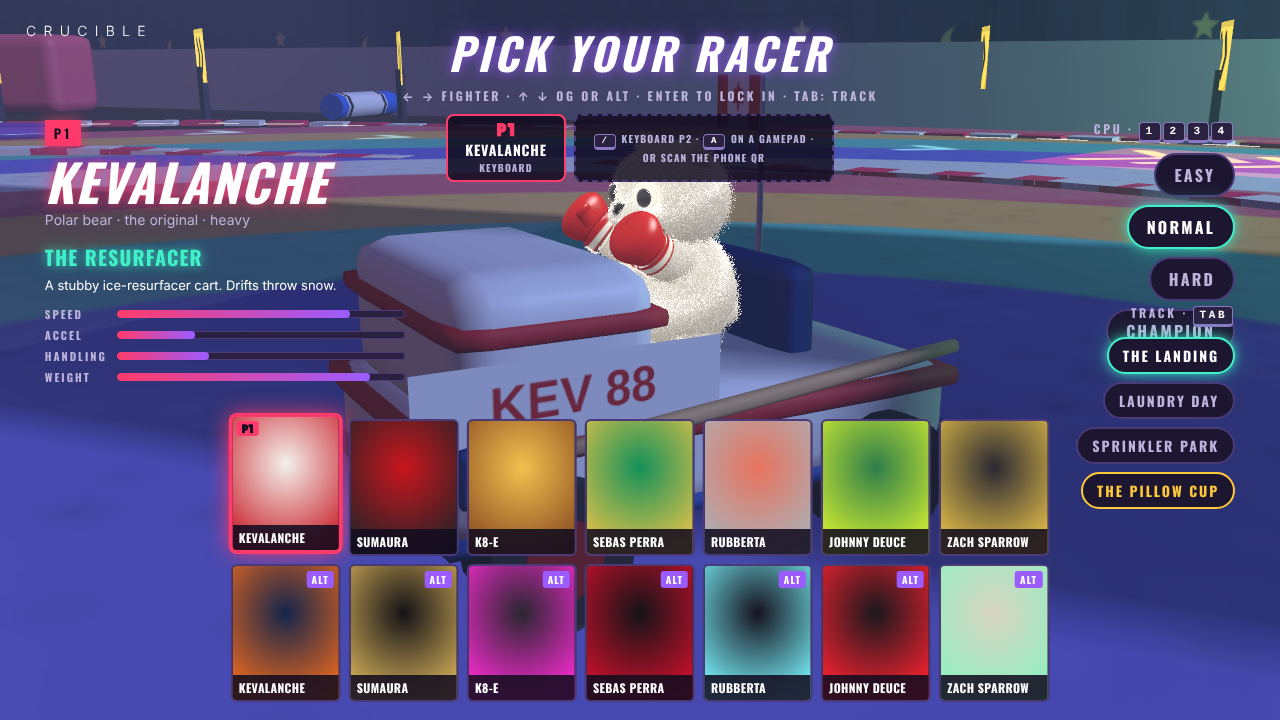 CRUCIBLE
PICK YOUR RACER
← → FIGHTER · ↑ ↓ OG OR ALT · ENTER TO LOCK IN · TAB: TRACK
P1
KEVALANCHE
Polar bear · the original · heavy
THE RESURFACER
A stubby ice-resurfacer cart. Drifts throw snow.
SPEED
ACCEL
HANDLING
WEIGHT
P1
KEVALANCHE
KEYBOARD
/ KEYBOARD P2 · A ON A GAMEPAD ·
OR SCAN THE PHONE QR
CPU · 1 2 3 4
EASY
NORMAL
HARD
CHAMPION
TRACK · TAB
THE LANDING
LAUNDRY DAY
SPRINKLER PARK
THE PILLOW CUP
KEV 88
P1
KEVALANCHE
SUMAURA
K8-E
SEBAS PERRA
RUBBERTA
JOHNNY DEUCE
ZACH SPARROW
ALT
KEVALANCHE
ALT
SUMAURA
ALT
K8-E
ALT
SEBAS PERRA
ALT
RUBBERTA
ALT
JOHNNY DEUCE
ALT
ZACH SPARROW